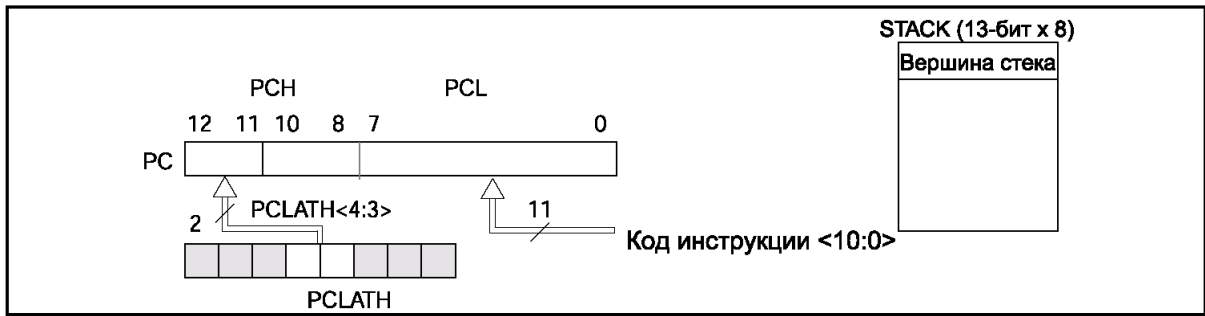 STACK (13-бит x 8)
Вершина стека
PCH PCL
12 11 10 8 7 0
PC
2 PCLATH<4:3> 11
Код инструкции <10:0>
PCLATH